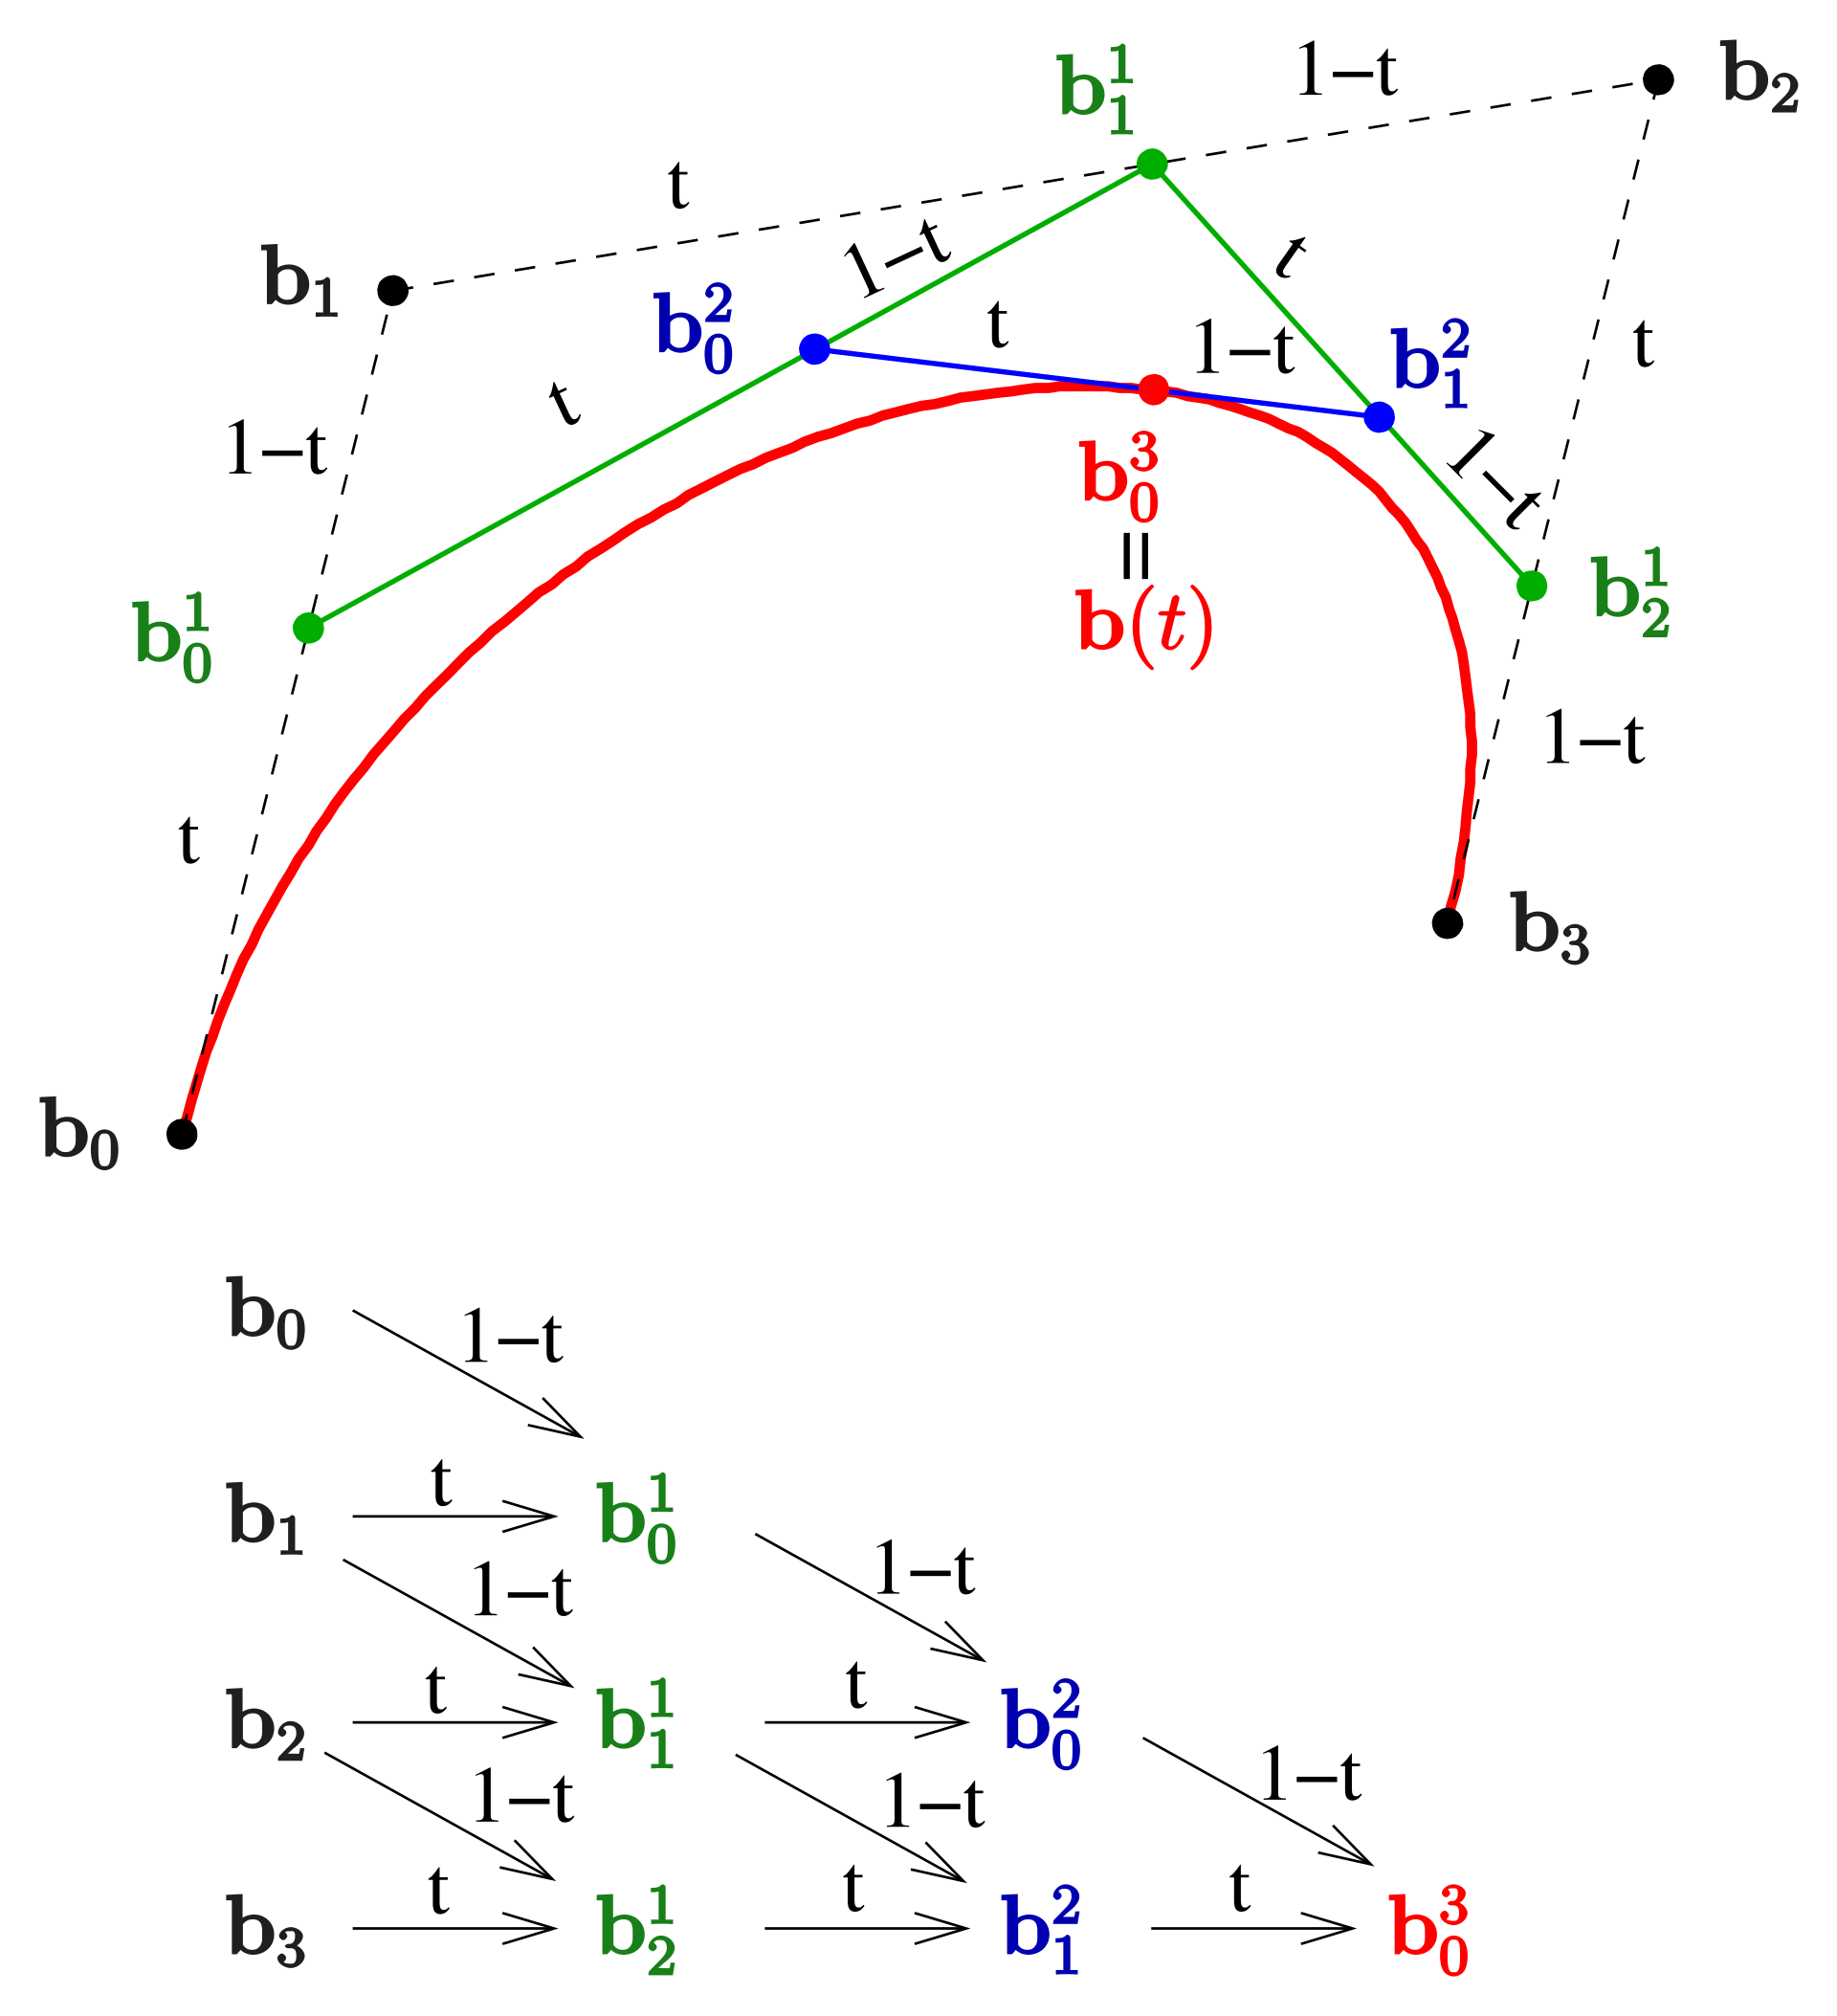 b₁¹ 1–t b₂
t
b₁ 1–t t
b₀² t 1–t b₁² t
t
1–t b₀³ 1–t
=
b₀¹ b(t) b₂¹
1–t
t
b₃
b₀
b₀ 1–t
b₁ t b₀¹
1–t 1–t
b₂ t b₁¹ t b₀²
1–t 1–t 1–t
b₃ t b₂¹ t b₁² t b₀³